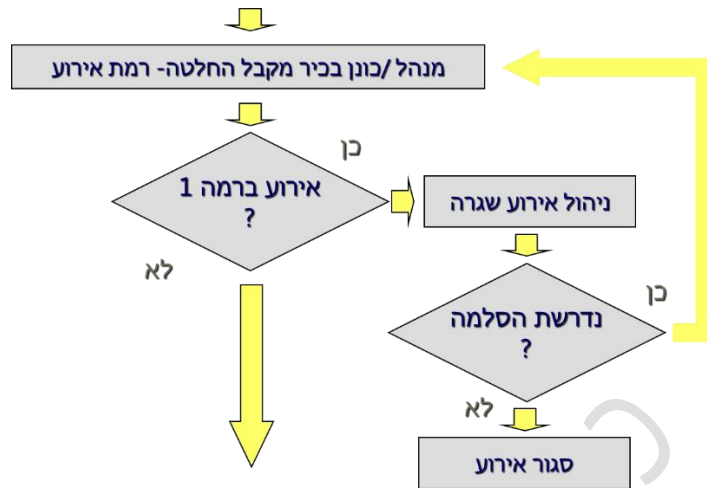 מנהל /כונן בכיר מקבל החלטה- רמת אירוע
כן
אירוע ברמה 1
?
לא
ניהול אירוע שגרה
כן
נדרשת הסלמה
?
לא
סגור אירוע